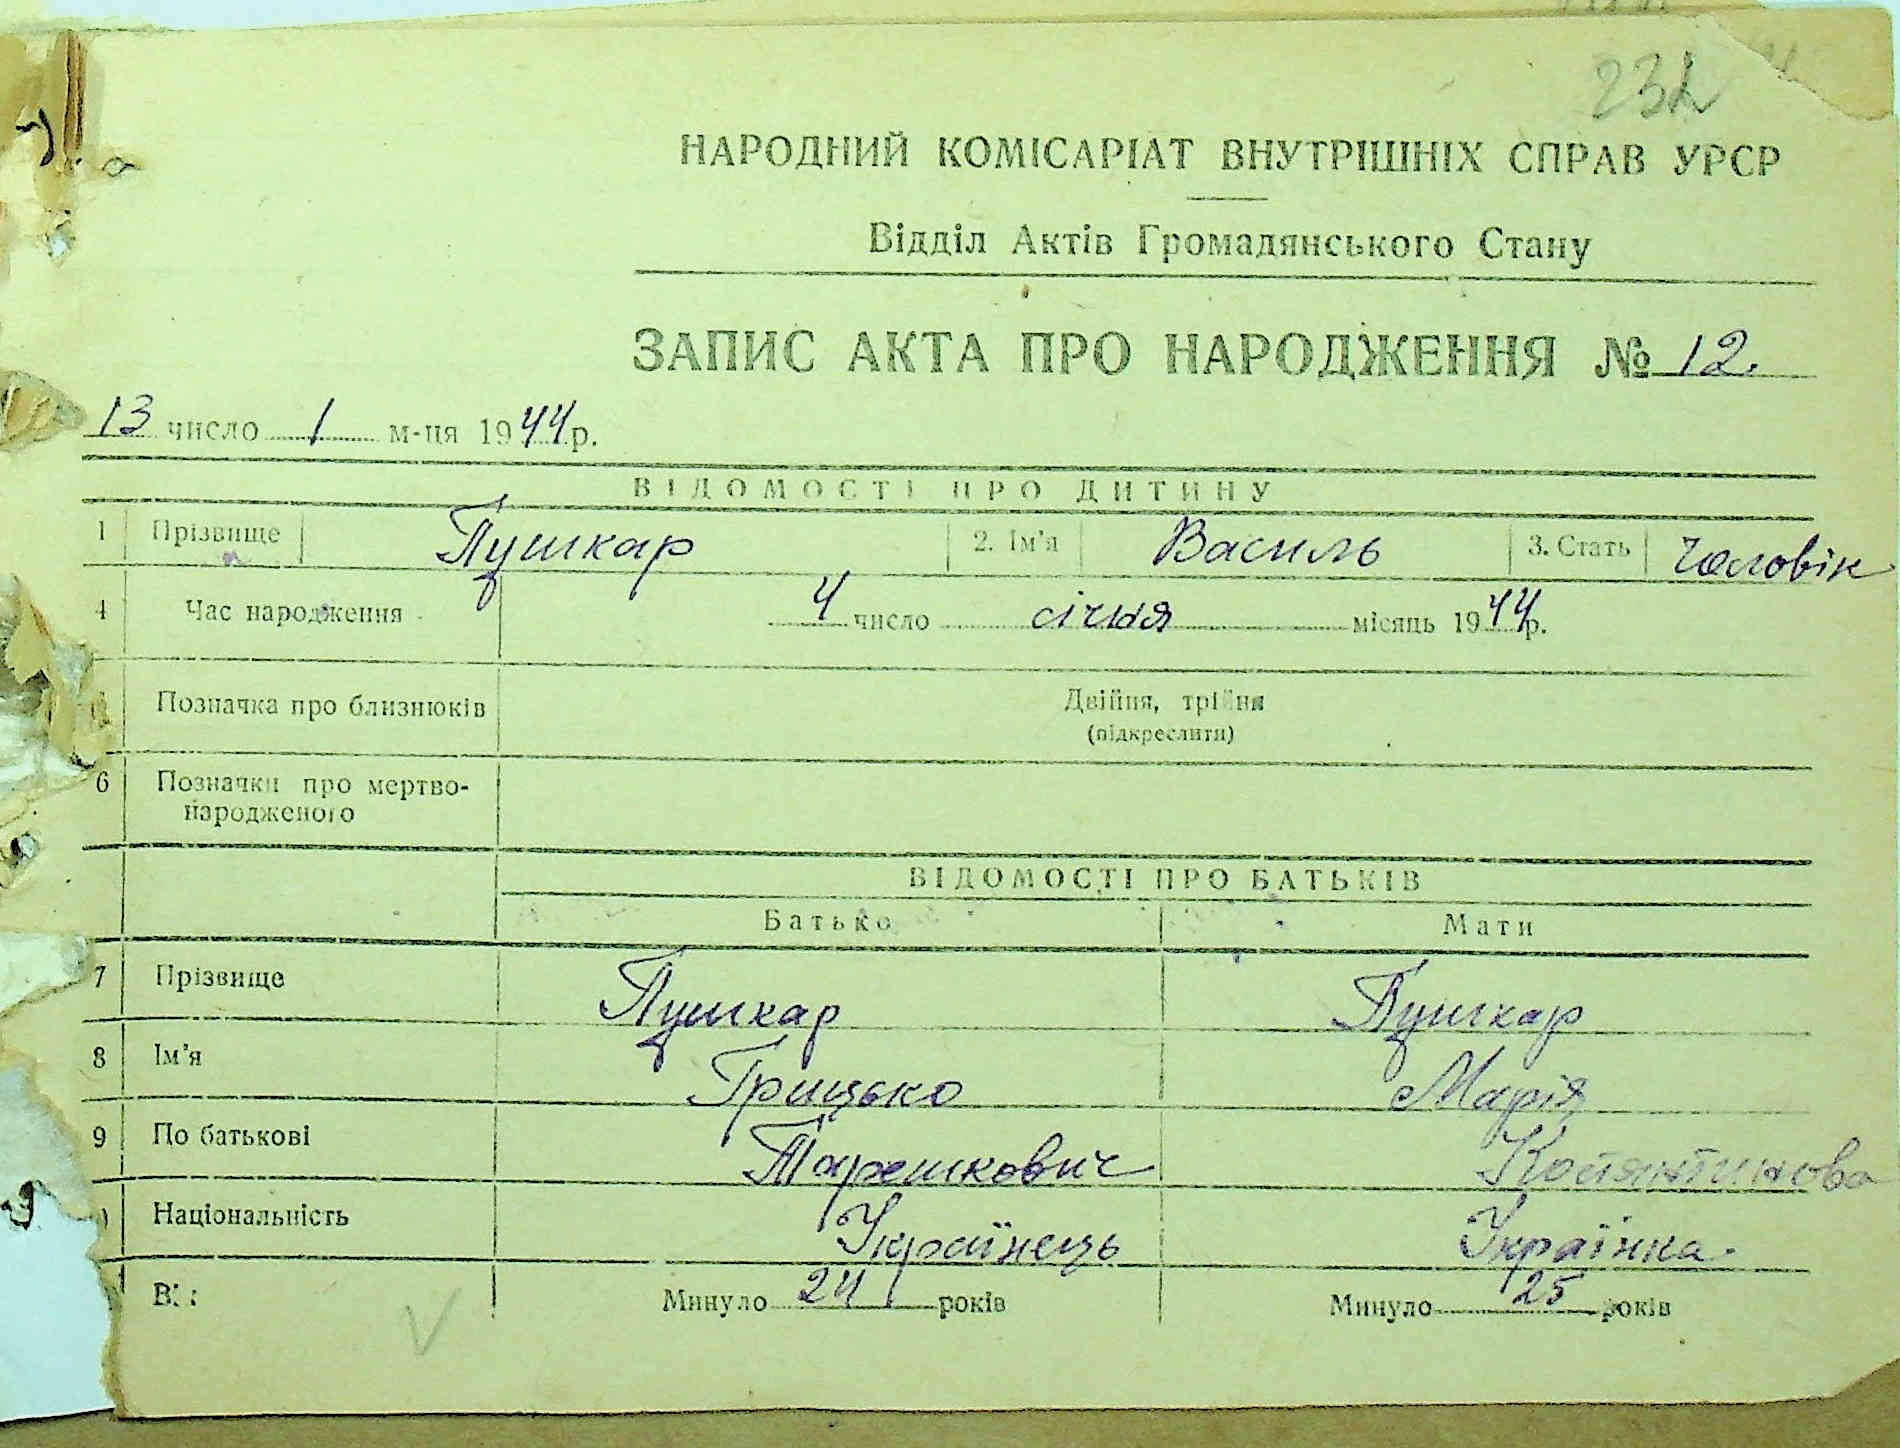 232
НАРОДНИЙ КОМІСАРІАТ ВНУТРІШНІХ СПРАВ УРСР
Відділ Актів Громадянського Стану
ЗАПИС АКТА ПРО НАРОДЖЕННЯ № 12.
13 число 1 м-ця 1944 р.
ВІДОМОСТІ ПРО ДИТИНУ
1 Прізвище Пушкар 2. Ім'я Василь 3. Стать Чоловік
4 Час народження 4 число січня місяць 1944 р.
Позначка про близнюків Двійня, трійня
(підкреслити)
6 Позначки про мертво-
народженого
ВІДОМОСТІ ПРО БАТЬКІВ
Батько Мати
7 Прізвище Пушкар Пушкар
8 Ім'я Грицько Марія
9 По батькові Тарешкович Костянтинова
Національність Українець Українка.
Вік Минуло 24 років Минуло 25 років